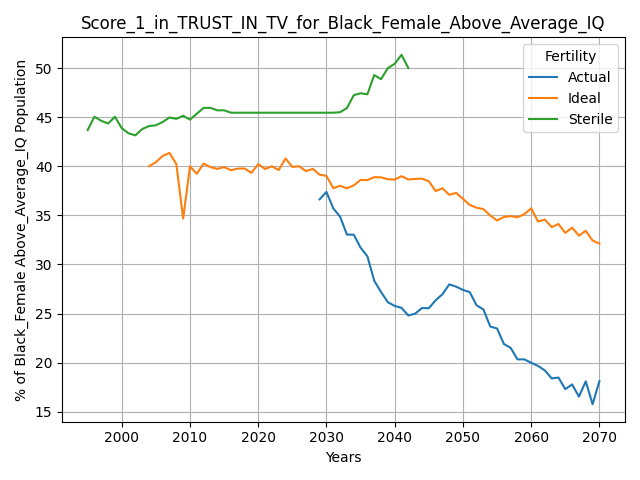 Score_1_in_TRUST_IN_TV_for_Black_Female_Above_Average_IQ
% of Black_Female Above_Average_IQ Population
50
45
40
35
30
25
20
15
Fertility
Actual
Ideal
Sterile
2000 2010 2020 2030 2040 2050 2060 2070
Years